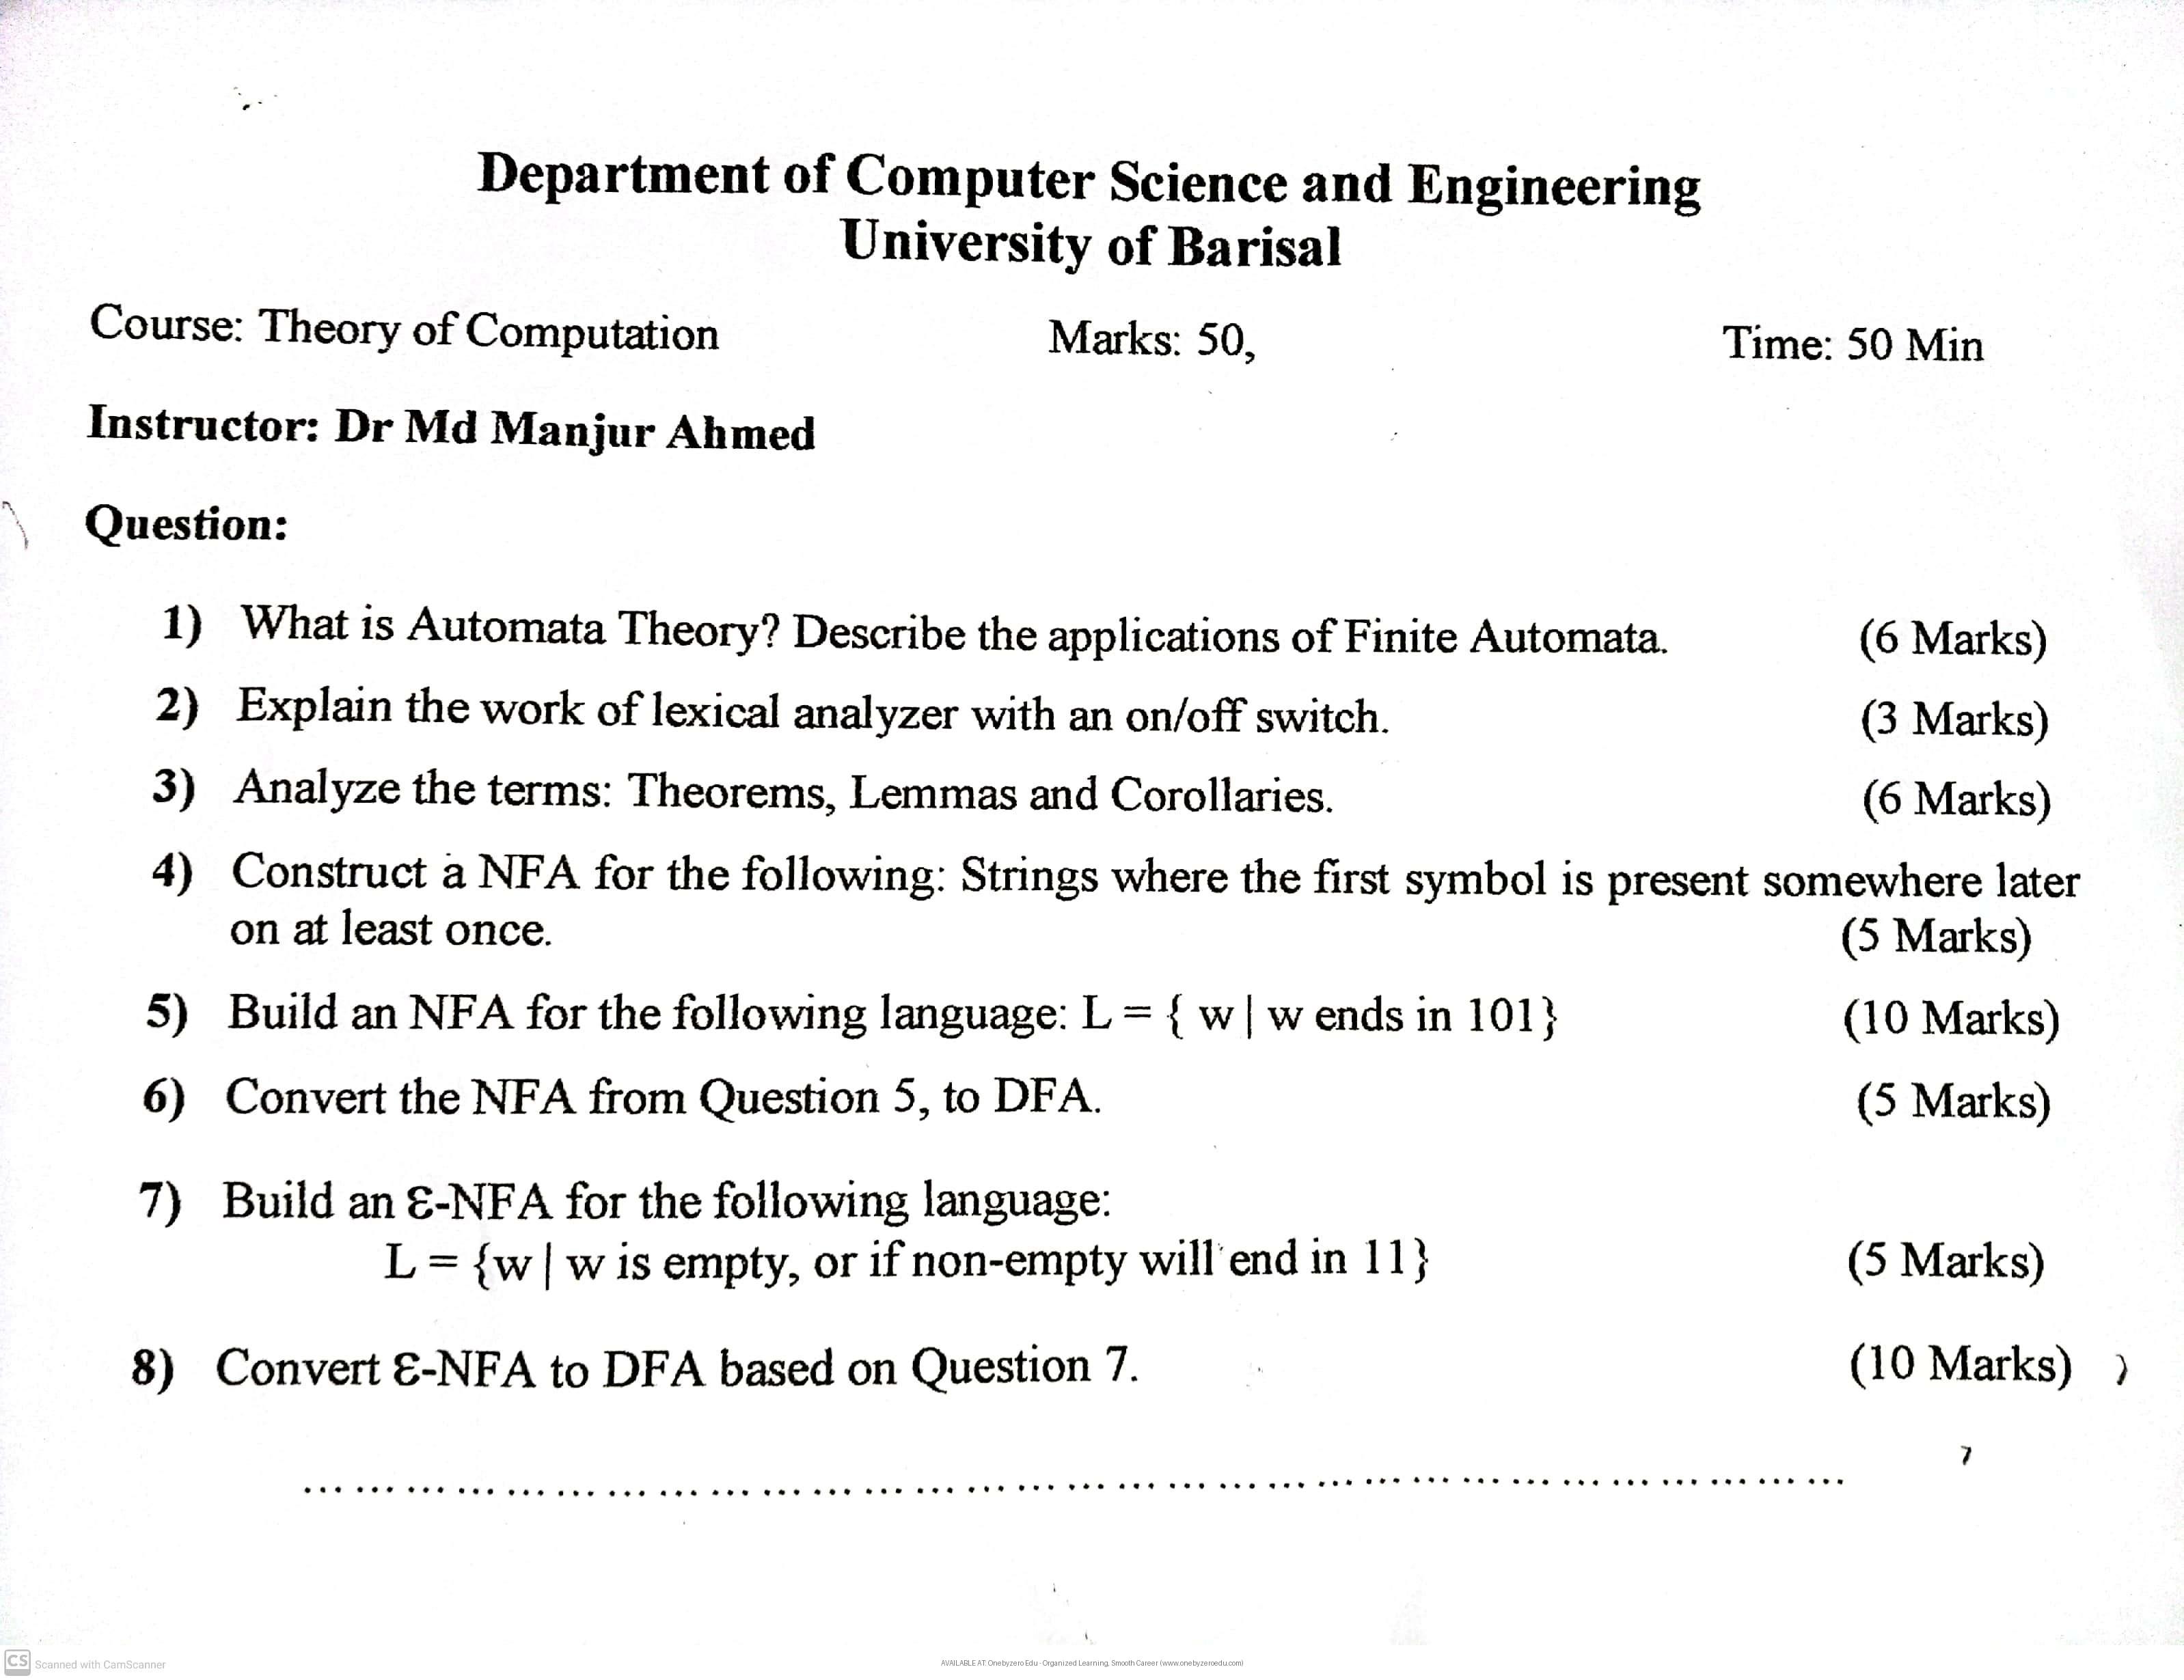 Department of Computer Science and Engineering
University of Barisal
Course: Theory of Computation Marks: 50, Time: 50 Min
Instructor: Dr Md Manjur Ahmed
Question:
1) What is Automata Theory? Describe the applications of Finite Automata. (6 Marks)
2) Explain the work of lexical analyzer with an on/off switch. (3 Marks)
3) Analyze the terms: Theorems, Lemmas and Corollaries. (6 Marks)
4) Construct a NFA for the following: Strings where the first symbol is present somewhere later
on at least once. (5 Marks)
5) Build an NFA for the following language: L = { w | w ends in 101} (10 Marks)
6) Convert the NFA from Question 5, to DFA. (5 Marks)
7) Build an Ɛ-NFA for the following language:
L = {w | w is empty, or if non-empty will end in 11} (5 Marks)
8) Convert Ɛ-NFA to DFA based on Question 7. (10 Marks)
CS Scanned with CamScanner
AVAILABLE AT: Onebyzero Edu - Organized Learning, Smooth Career (www.onebyzeroedu.com)